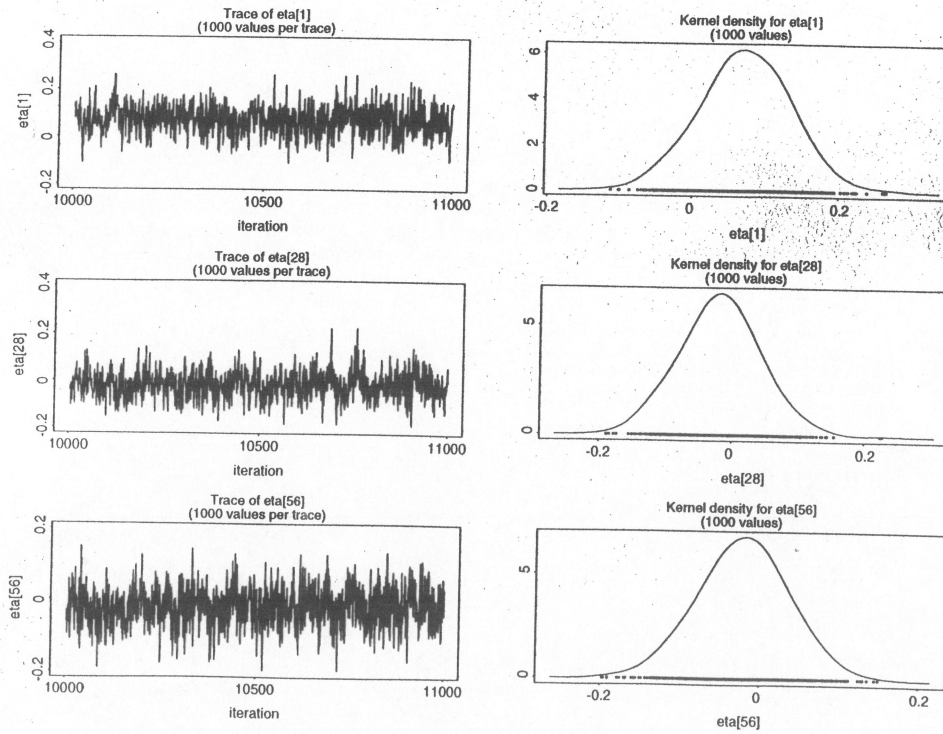 Trace of eta[1]
(1000 values per trace)
0.4
0.2
0
-0.2
eta[1]
10000
10500
11000
iteration
Kernel density for eta[1]
(1000 values)
6
4
2
0
-0.2
0
0.2
eta[1]
Trace of eta[28]
(1000 values per trace)
0.4
0.2
0
-0.2
eta[28]
10000
10500
11000
iteration
Kernel density for eta[28]
(1000 values)
5
0
-0.2
0
0.2
eta[28]
Trace of eta[56]
(1000 values per trace)
0.2
0
-0.2
eta[56]
10000
10500
11000
iteration
Kernel density for eta[56]
(1000 values)
5
0
-0.2
0
0.2
eta[56]